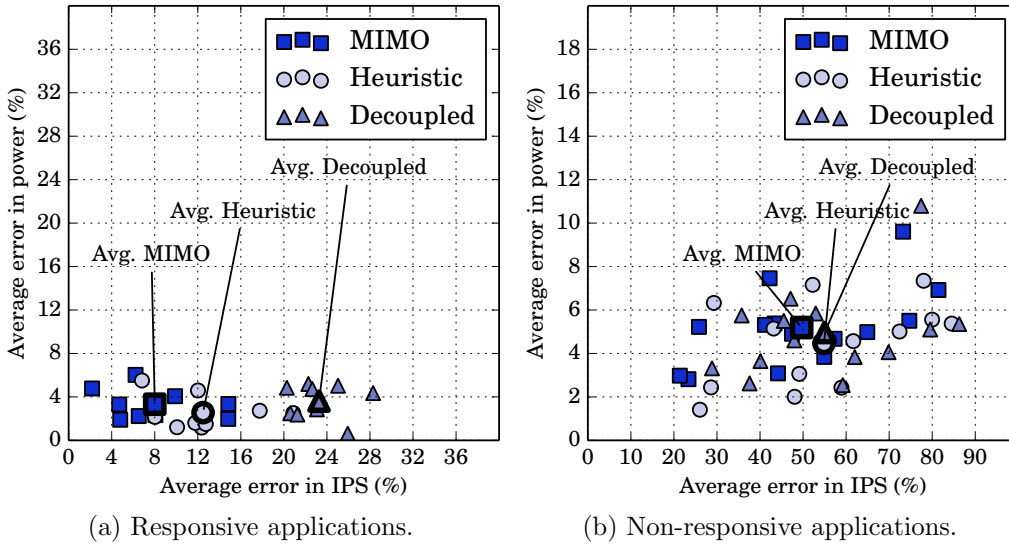 36
32
28
24
20
16
12
8
4
0
0 4 8 12 16 20 24 28 32 36
Average error in power (%)
Average error in IPS (%)
MIMO
Heuristic
Decoupled
Avg. Decoupled
Avg. Heuristic
Avg. MIMO
(a) Responsive applications.
18
16
14
12
10
8
6
4
2
0
0 10 20 30 40 50 60 70 80 90
Average error in power (%)
Average error in IPS (%)
MIMO
Heuristic
Decoupled
Avg. Decoupled
Avg. Heuristic
Avg. MIMO
(b) Non-responsive applications.